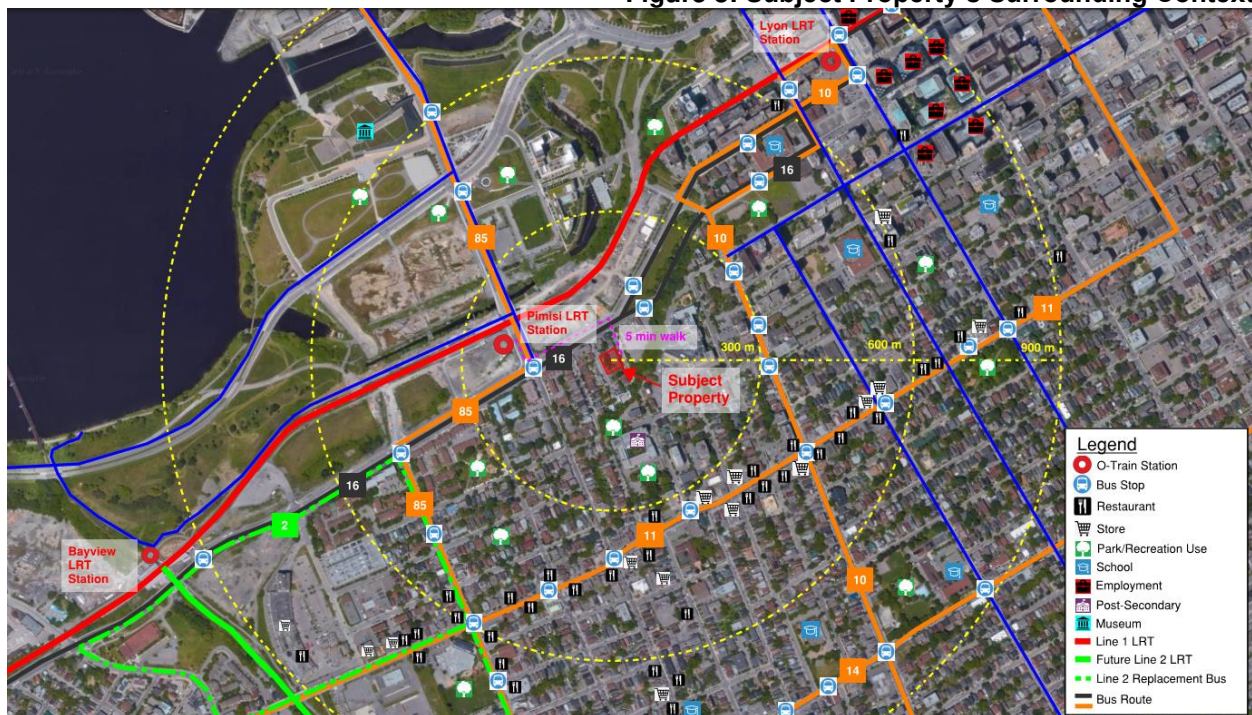 Figure 3: Subject Property's Surrounding Context
Lyon LRT
Station
10
16
85
10
Pimisi LRT
Station
5 min walk
11
16
300 m
600 m
900 m
Subject
Property
85
16
85
2
11
Bayview
LRT
Station
10
14
Legend
O-Train Station
Bus Stop
Restaurant
Store
Park/Recreation Use
School
Employment
Post-Secondary
Museum
Line 1 LRT
Future Line 2 LRT
Line 2 Replacement Bus
Bus Route